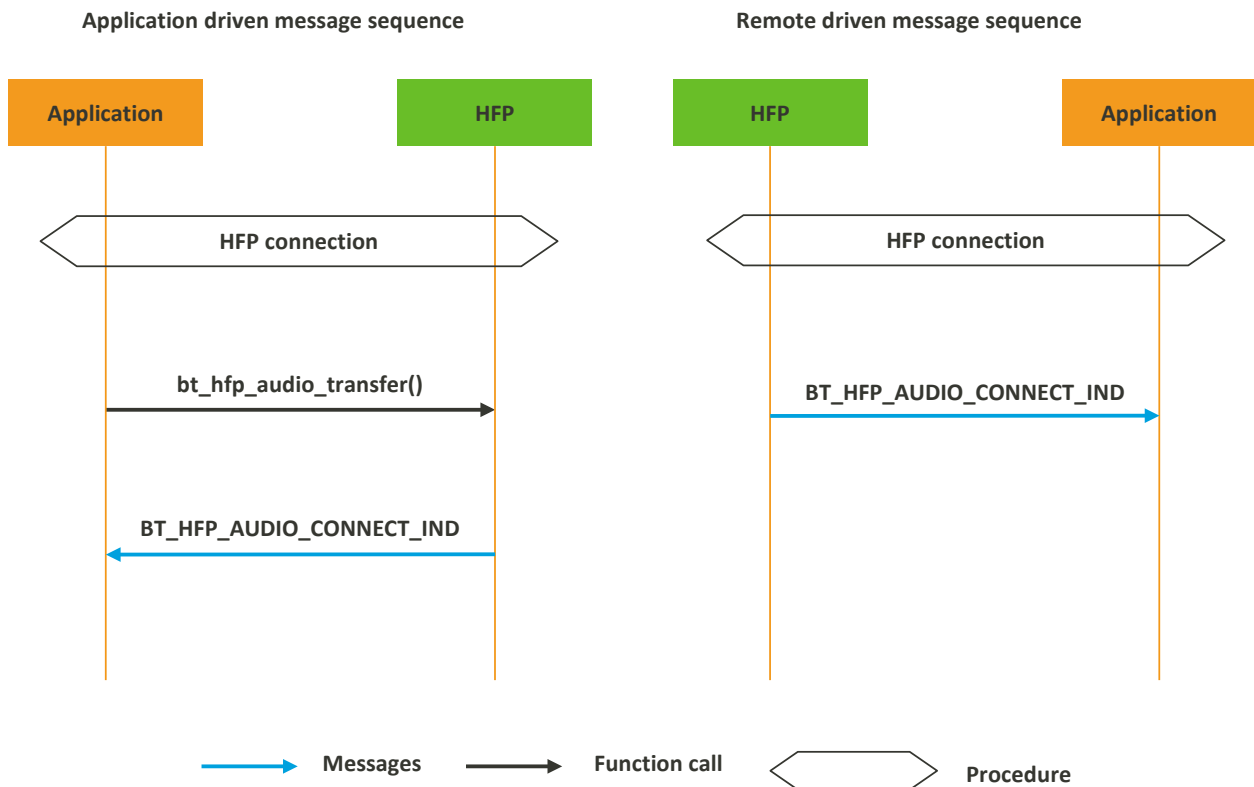 Application driven message sequence
Remote driven message sequence
Application
HFP
HFP
Application
HFP connection
HFP connection
bt_hfp_audio_transfer()
BT_HFP_AUDIO_CONNECT_IND
BT_HFP_AUDIO_CONNECT_IND
Messages
Function call
Procedure